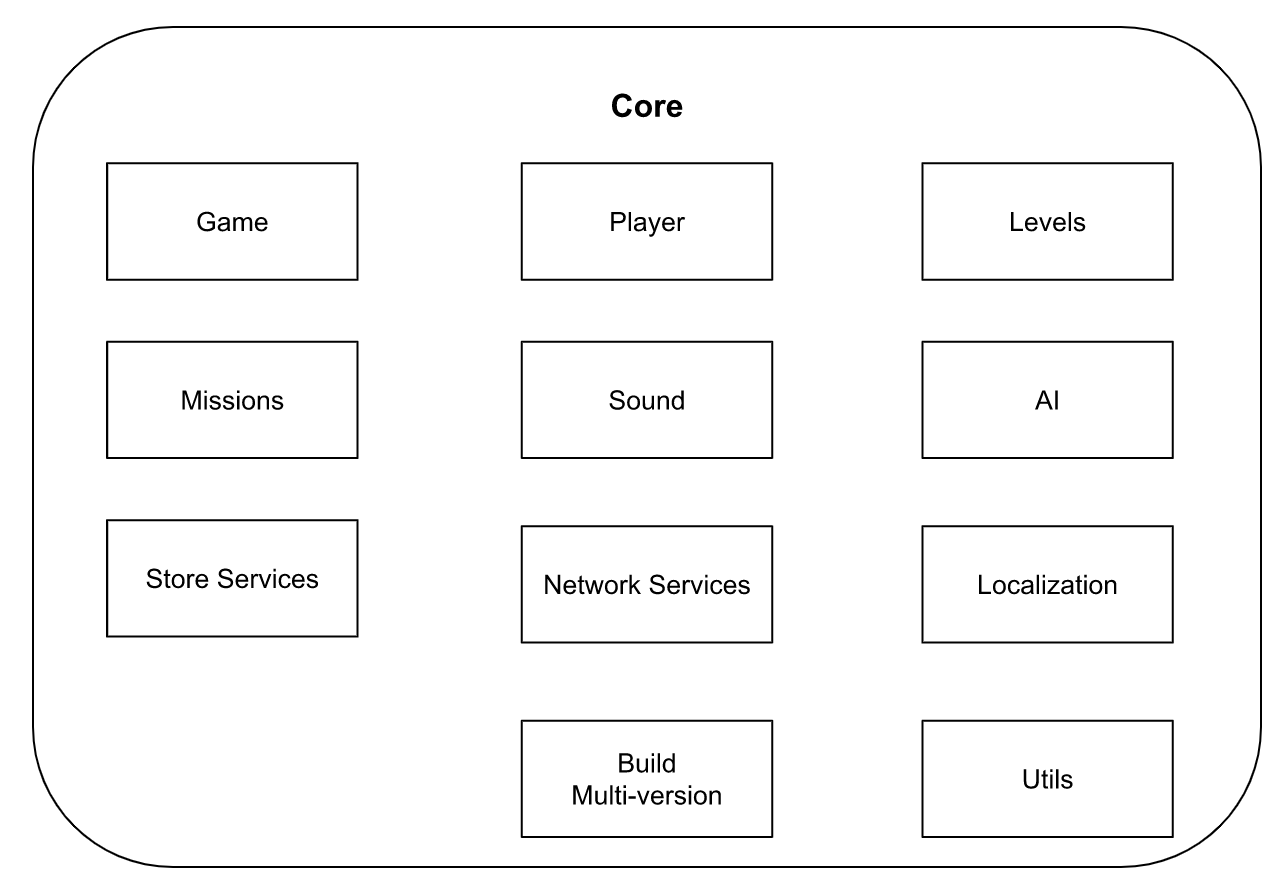 Core
Game
Player
Levels
Missions
Sound
AI
Store Services
Network Services
Localization
Build
Multi-version
Utils